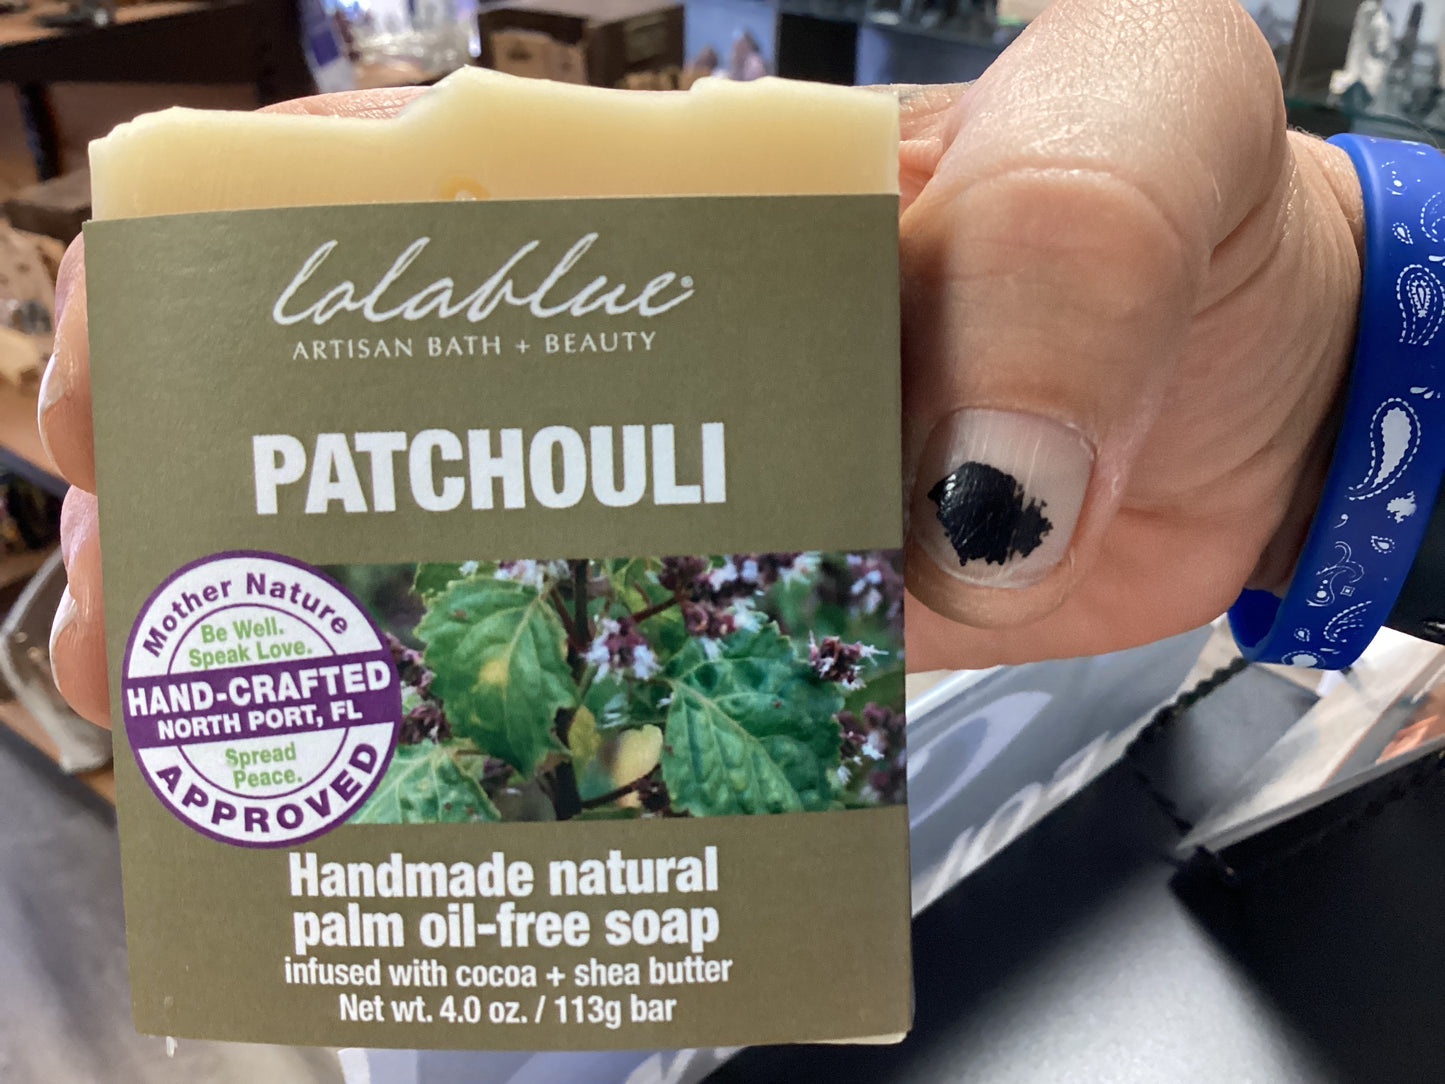 lolablue
ARTISAN BATH + BEAUTY
PATCHOULI
Mother Nature
Be Well.
Speak Love.
HAND-CRAFTED
NORTH PORT, FL
Spread
Peace.
APPROVED
Handmade natural
palm oil-free soap
infused with cocoa + shea butter
Net wt. 4.0 oz. / 113g bar